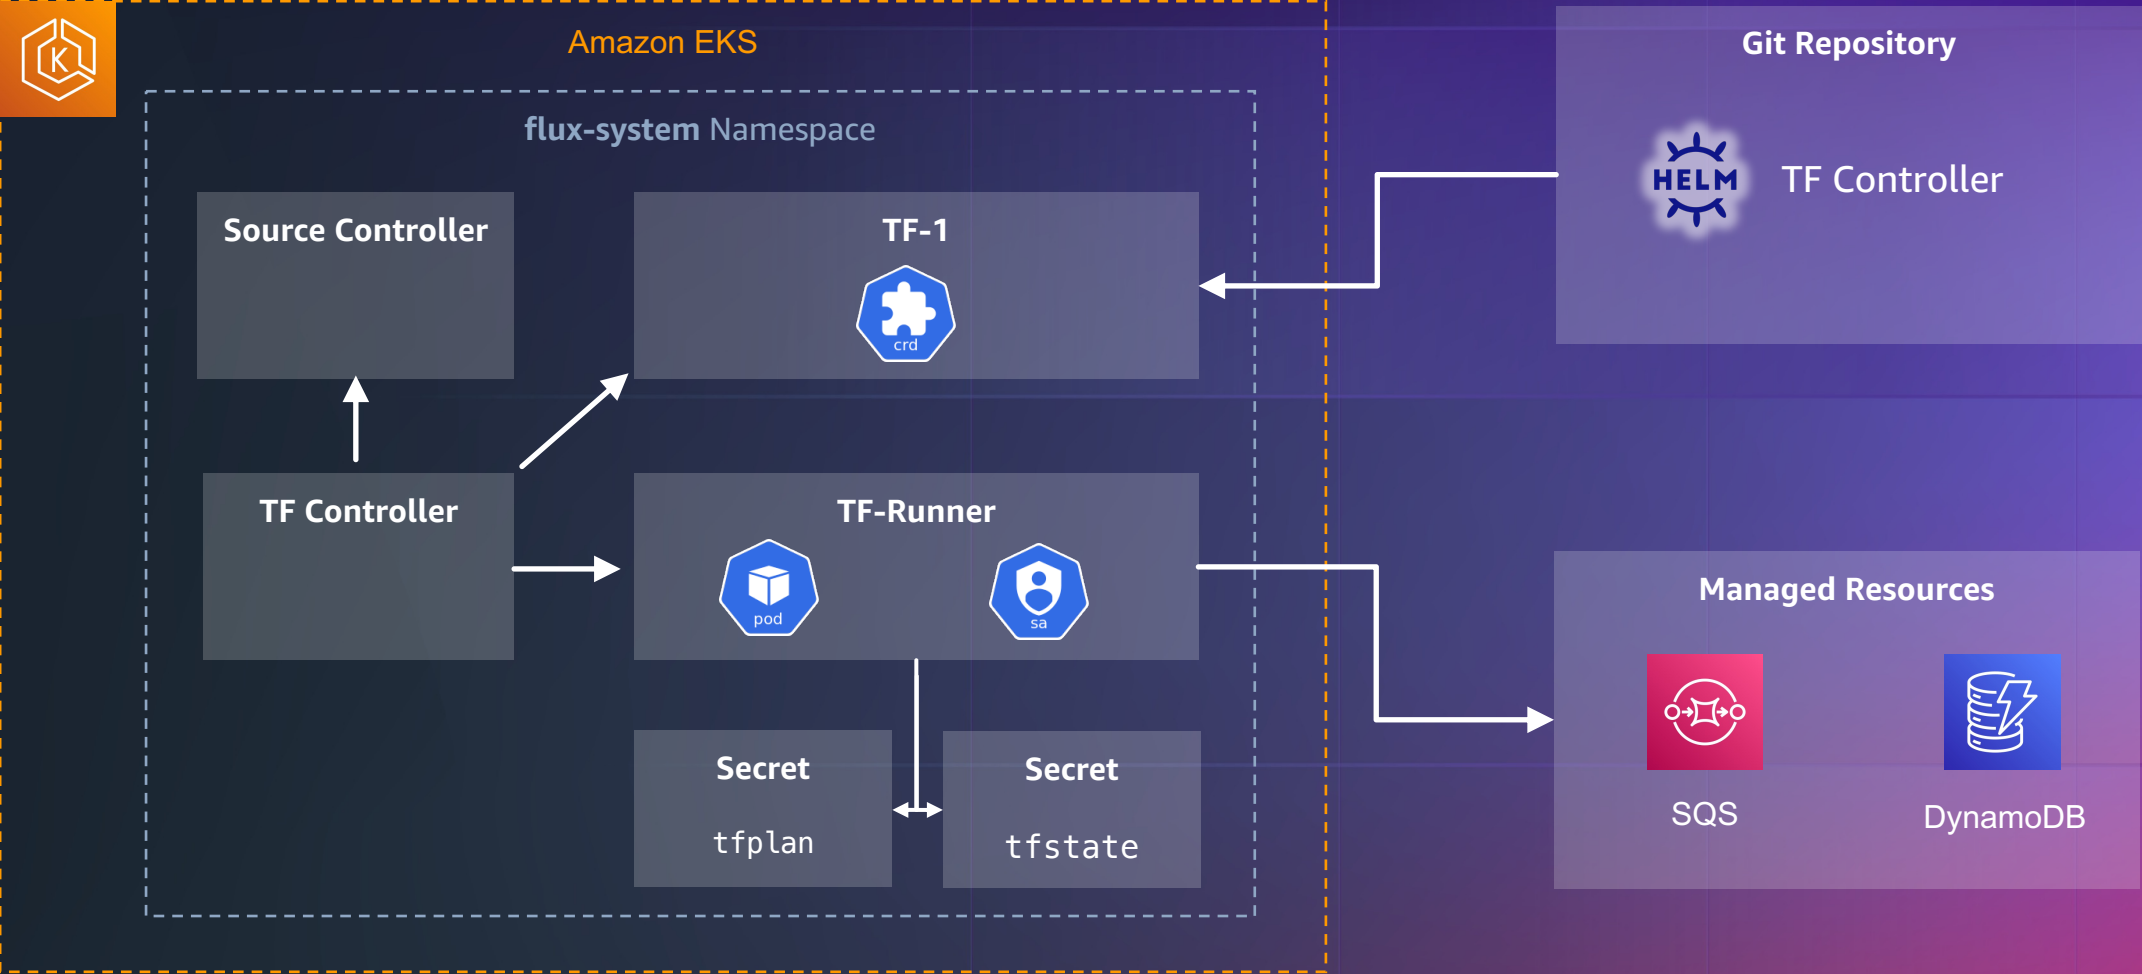 Amazon EKS
K
flux-system Namespace
Source Controller
TF-1
crd
TF Controller
TF-Runner
pod
sa
Secret
tfplan
Secret
tfstate
Git Repository
HELM
TF Controller
Managed Resources
SQS
DynamoDB